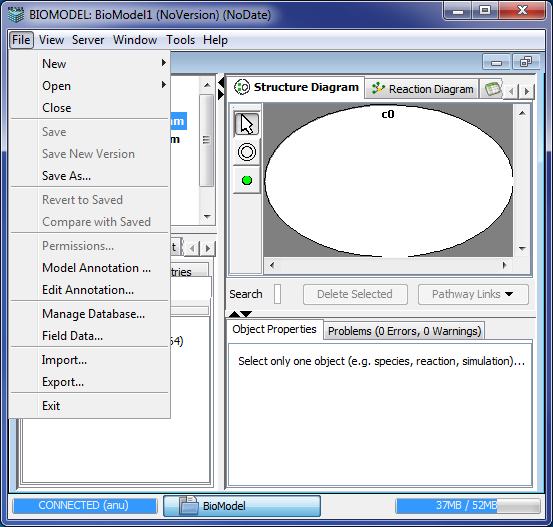 BIOMODEL: BioModel1 (NoVersion) (NoDate)
File View Server Window Tools Help
New
Open
Close
Save
Save New Version
Save As...
Revert to Saved
Compare with Saved
Permissions...
Model Annotation ...
Edit Annotation...
Manage Database...
Field Data...
Import...
Export...
Exit
Structure Diagram
Reaction Diagram
c0
Search
Delete Selected
Pathway Links
Object Properties
Problems (0 Errors, 0 Warnings)
Select only one object (e.g. species, reaction, simulation)...
CONNECTED (anu)
BioModel
37MB / 52MB